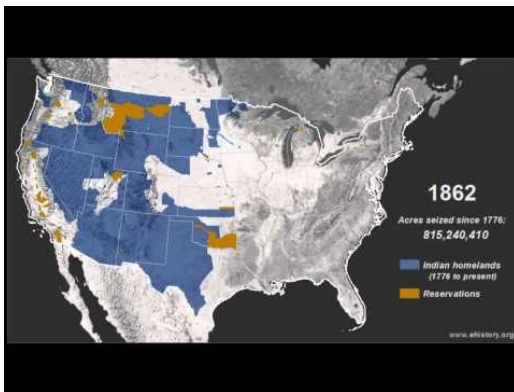 1862
Acres seized since 1776:
815,240,410
Indian homelands
(1776 to present)
Reservations
www.ehistory.org